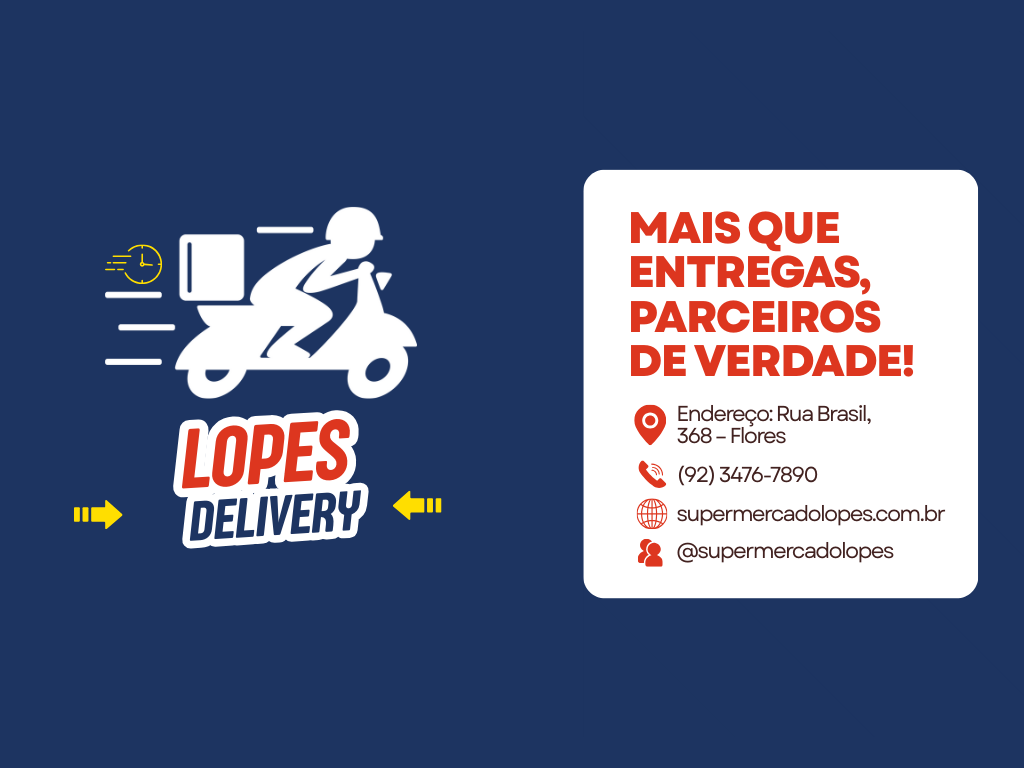 LOPES
DELIVERY
MAIS QUE
ENTREGAS,
PARCEIROS
DE VERDADE!
Endereço: Rua Brasil,
368 – Flores
(92) 3476-7890
supermercadolopes.com.br
@supermercadolopes